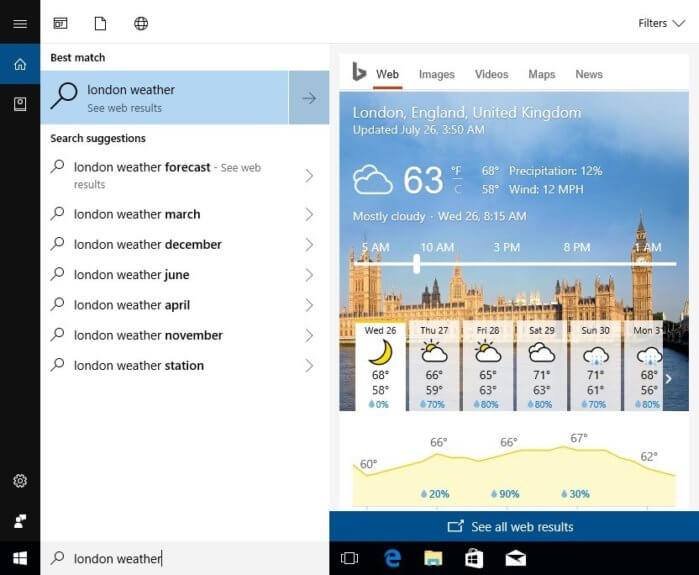 Filters
Best match
london weather
See web results
Search suggestions
london weather forecast - See web
results
london weather march
london weather december
london weather june
london weather april
london weather november
london weather station
london weather
Web Images Videos Maps News
London, England, United Kingdom
Updated July 26, 3:50 AM
63 °F 68° Precipitation: 12%
C 58° Wind: 12 MPH
Mostly cloudy · Wed 26, 8:15 AM
5 AM 10 AM 3 PM 8 PM 1 AM
Wed 26 Thu 27 Fri 28 Sat 29 Sun 30 Mon 31
68° 66° 65° 71° 71° 68°
58° 59° 63° 63° 61° 56°
0% 70% 80% 80% 70% 80%
60° 66° 66° 67° 62°
20% 90% 30%
See all web results